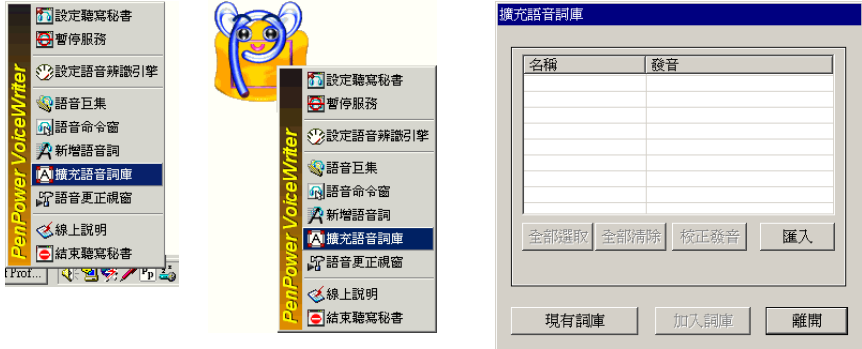 設定聽寫秘書
暫停服務
設定語音辨識引擎
語音巨集
語音命令窗
新增語音詞
擴充語音詞庫
語音更正視窗
線上說明
結束聽寫秘書
PenPower VoiceWriter
Prof...
Pp
設定聽寫秘書
暫停服務
設定語音辨識引擎
語音巨集
語音命令窗
新增語音詞
擴充語音詞庫
語音更正視窗
線上說明
結束聽寫秘書
PenPower VoiceWriter
擴充語音詞庫
名稱 發音
全部選取 全部清除 校正發音 匯入
現有詞庫 加入詞庫 離開